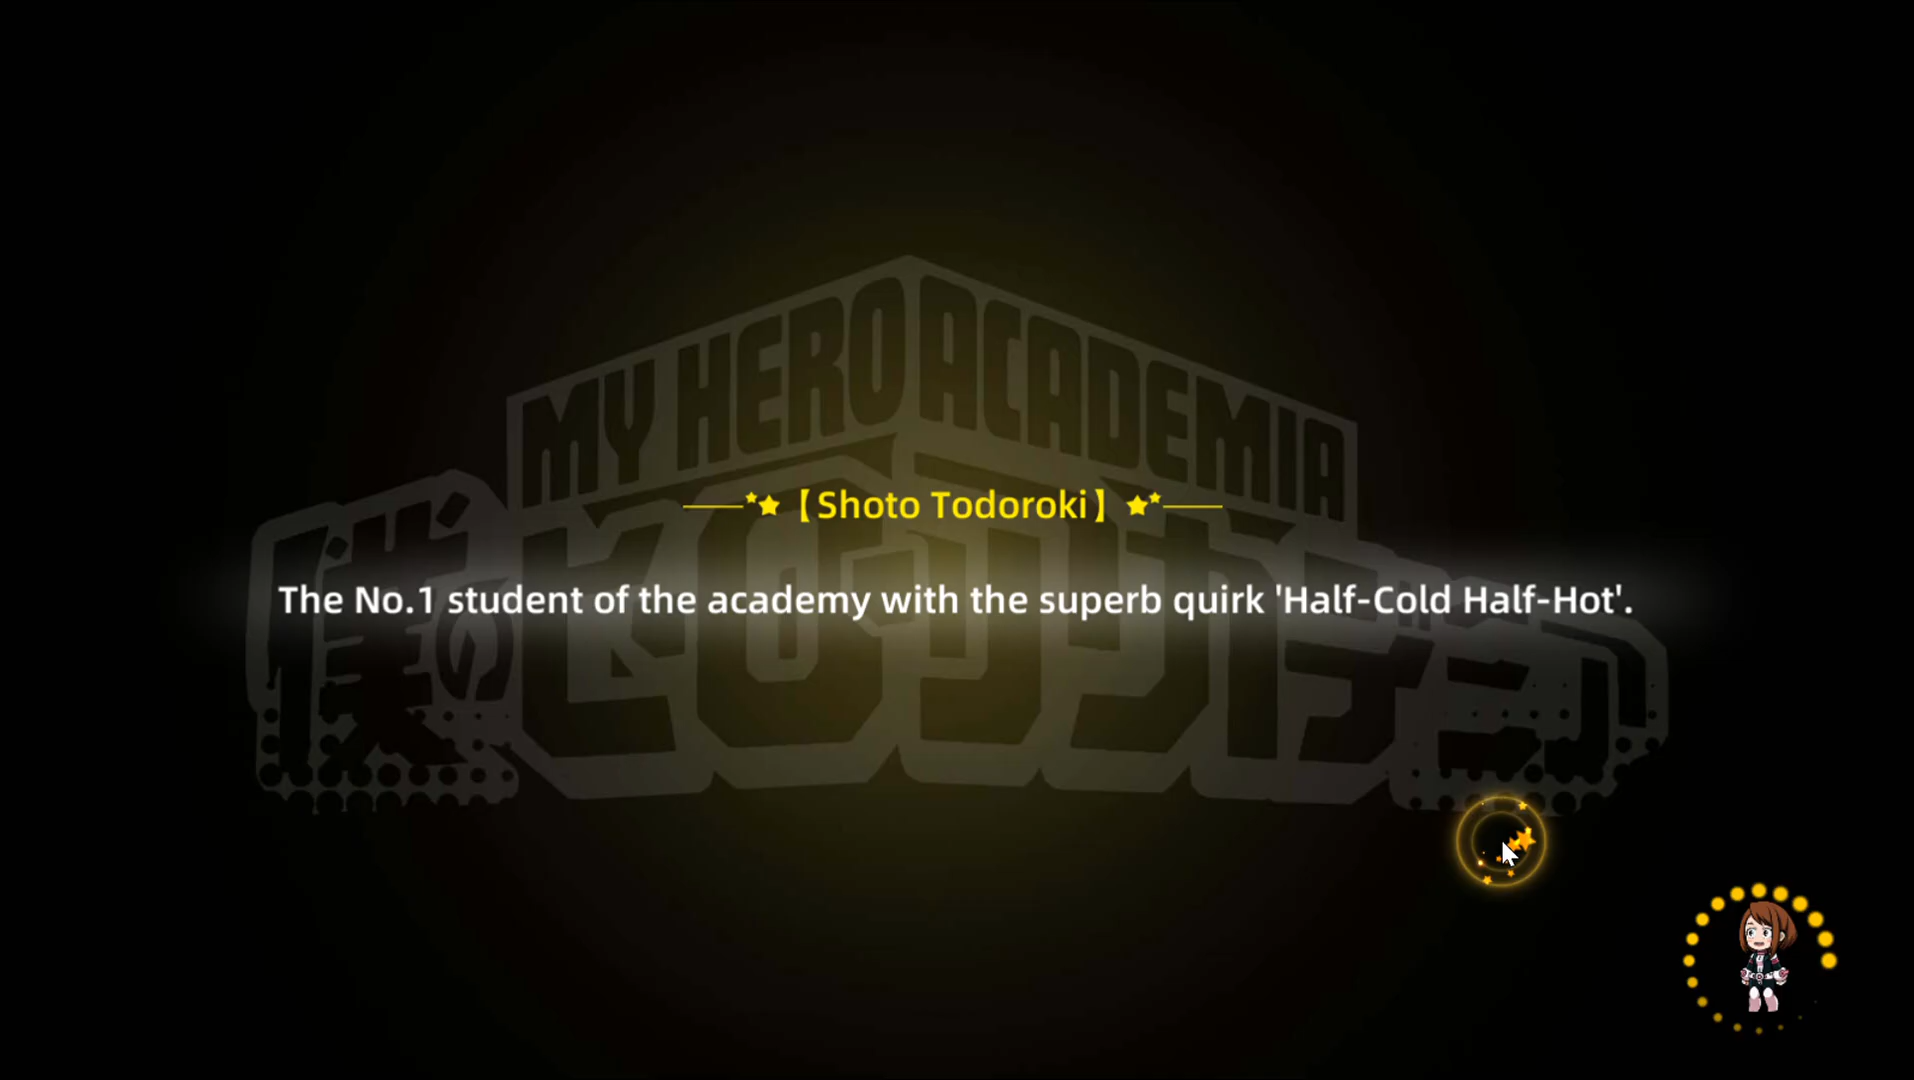 MY HERO ACADEMIA
僕のヒーローアカデミア
【Shoto Todoroki】
The No.1 student of the academy with the superb quirk 'Half-Cold Half-Hot'.